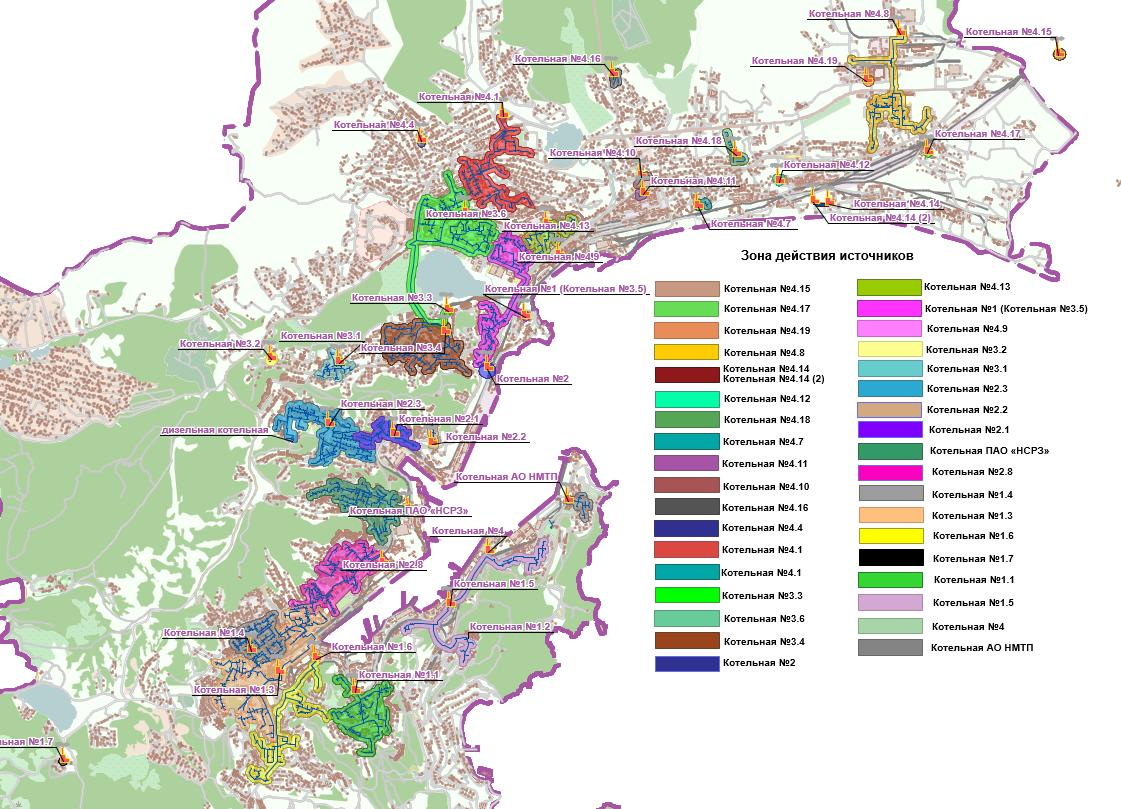 Котельная №4.8
Котельная №4.15
Котельная №4.16
Котельная №4.19
Котельная №4.1
Котельная №4.4
Котельная №4.17
Котельная №4.18
Котельная №4.10
Котельная №4.12
Котельная №4.11
Котельная №4.14
Котельная №4.14 (2)
Котельная №3.6
Котельная №4.7
Котельная №4.13
Котельная №4.9
Котельная №1 (Котельная №3.5)
Котельная №3.3
Котельная №3.1
Котельная №3.2
Котельная №3.4
Котельная №2
Котельная №2.3
Котельная №2.1
дизельная котельная
Котельная №2.2
Котельная АО НМТП
Котельная ПАО «НСРЗ»
Котельная №4
Котельная №2.8
Котельная №1.5
Котельная №1.2
Котельная №1.4
Котельная №1.6
Котельная №1.1
Котельная №1.3
ьная №1.7
Зона действия источников
Котельная №4.15
Котельная №4.17
Котельная №4.19
Котельная №4.8
Котельная №4.14
Котельная №4.14 (2)
Котельная №4.12
Котельная №4.18
Котельная №4.7
Котельная №4.11
Котельная №4.10
Котельная №4.16
Котельная №4.4
Котельная №4.1
Котельная №4.1
Котельная №3.3
Котельная №3.6
Котельная №3.4
Котельная №2
Котельная №4.13
Котельная №1 (Котельная №3.5)
Котельная №4.9
Котельная №3.2
Котельная №3.1
Котельная №2.3
Котельная №2.2
Котельная №2.1
Котельная ПАО «НСРЗ»
Котельная №2.8
Котельная №1.4
Котельная №1.3
Котельная №1.6
Котельная №1.7
Котельная №1.1
Котельная №1.5
Котельная №4
Котельная АО НМТП